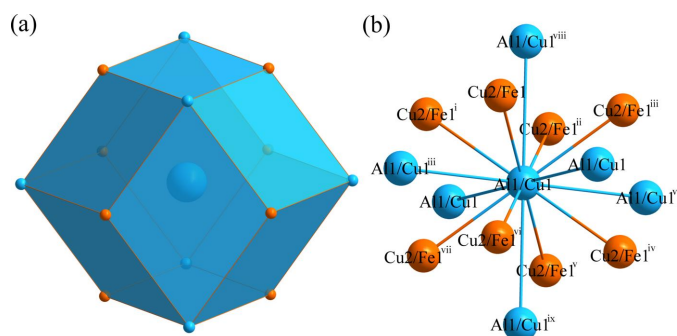 (a)
(b)
Al1/Cu1ᵛⁱⁱⁱ
Cu2/Fe1
Cu2/Fe1ⁱ
Cu2/Fe1ⁱⁱ
Cu2/Fe1ⁱⁱⁱ
Al1/Cu1ⁱⁱⁱ
Al1/Cu1
Al1/Cu1
Al1/Cu1
Al1/Cu1ᵛ
Cu2/Fe1ᵛⁱ
Cu2/Fe1ᵛⁱⁱ
Cu2/Fe1ⁱᵛ
Cu2/Fe1ᵛ
Al1/Cu1ⁱˣ